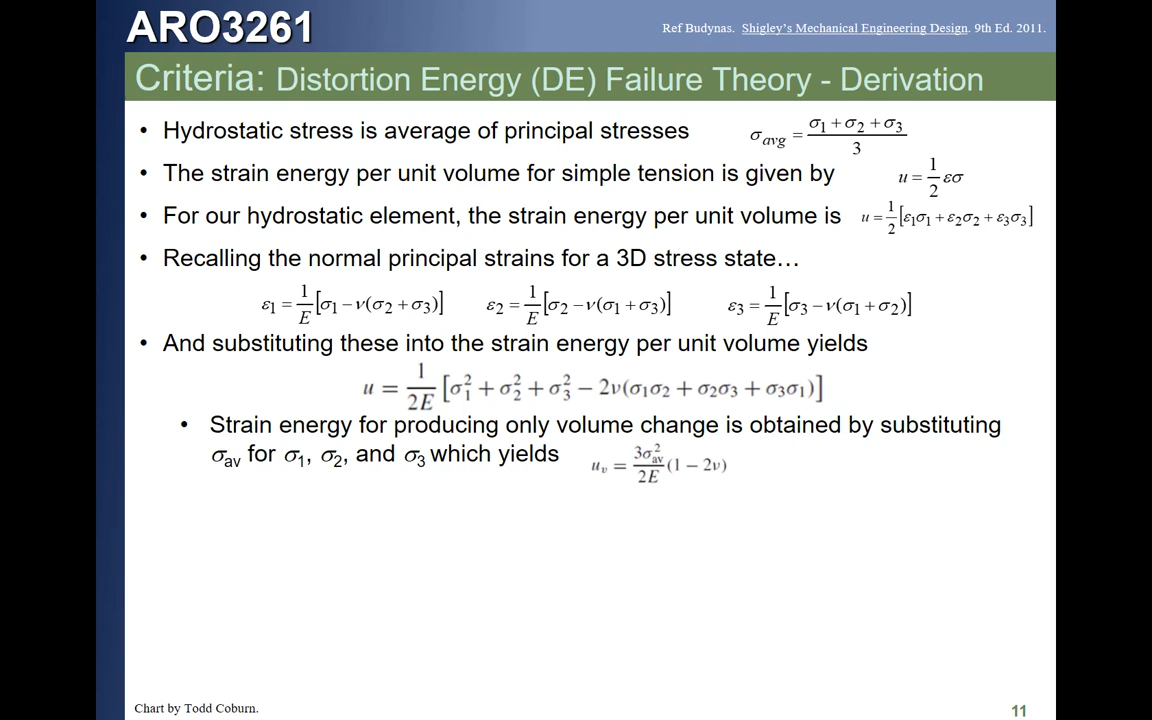 ARO3261
Ref Budynas. Shigley's Mechanical Engineering Design. 9th Ed. 2011.
Criteria: Distortion Energy (DE) Failure Theory - Derivation
• Hydrostatic stress is average of principal stresses σ_avg = (σ₁ + σ₂ + σ₃)/3
• The strain energy per unit volume for simple tension is given by u = 1/2 εσ
• For our hydrostatic element, the strain energy per unit volume is u = 1/2 [ε₁σ₁ + ε₂σ₂ + ε₃σ₃]
• Recalling the normal principal strains for a 3D stress state…
ε₁ = 1/E [σ₁ − ν(σ₂ + σ₃)] ε₂ = 1/E [σ₂ − ν(σ₁ + σ₃)] ε₃ = 1/E [σ₃ − ν(σ₁ + σ₂)]
• And substituting these into the strain energy per unit volume yields
u = 1/2E [σ₁² + σ₂² + σ₃² − 2ν(σ₁σ₂ + σ₂σ₃ + σ₃σ₁)]
• Strain energy for producing only volume change is obtained by substituting
σ_av for σ₁, σ₂, and σ₃ which yields u_v = 3σ_av²/2E (1 − 2ν)
Chart by Todd Coburn.
11